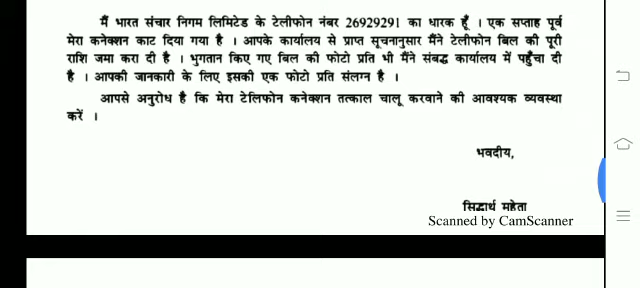 मैं भारत संचार निगम लिमिटेड के टेलीफोन नंबर 26929291 का धारक हूँ । एक सप्ताह पूर्व
मेरा कनेक्शन काट दिया गया है । आपके कार्यालय से प्राप्त सूचनानुसार मैंने टेलीफोन बिल की पूरी
राशि जमा करा दी है । भुगतान किए गए बिल की फोटो प्रति भी मैंने संबद्ध कार्यालय में पहुँचा दी
है । आपकी जानकारी के लिए इसकी एक फोटो प्रति संलग्न है ।
आपसे अनुरोध है कि मेरा टेलिफोन कनेक्शन तत्काल चालू करवाने की आवश्यक व्यवस्था
करें ।
भवदीय,
सिद्धार्थ महेता
Scanned by CamScanner